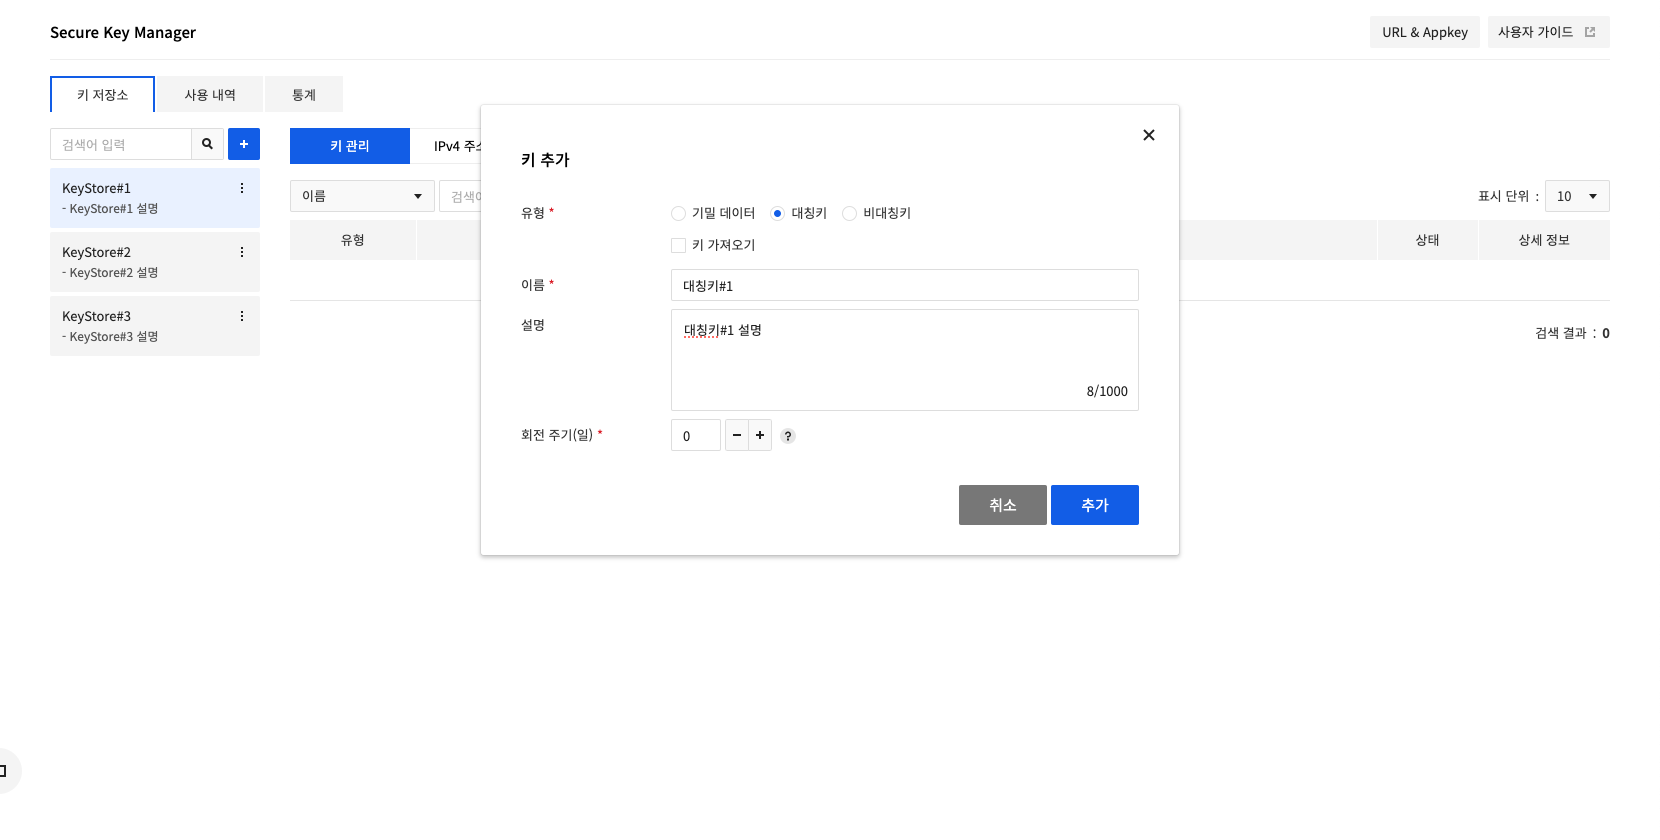 Secure Key Manager
URL & Appkey
사용자 가이드
키 저장소
사용 내역
통계
검색어 입력
+
KeyStore#1
- KeyStore#1 설명
KeyStore#2
- KeyStore#2 설명
KeyStore#3
- KeyStore#3 설명
키 관리
IPv4 주소
이름
검색어
표시 단위 :
10
유형
상태
상세 정보
검색 결과 : 0
키 추가
유형 *
기밀 데이터
대칭키
비대칭키
키 가져오기
이름 *
대칭키#1
설명
대칭키#1 설명
8/1000
회전 주기(일) *
0
− +
?
취소
추가